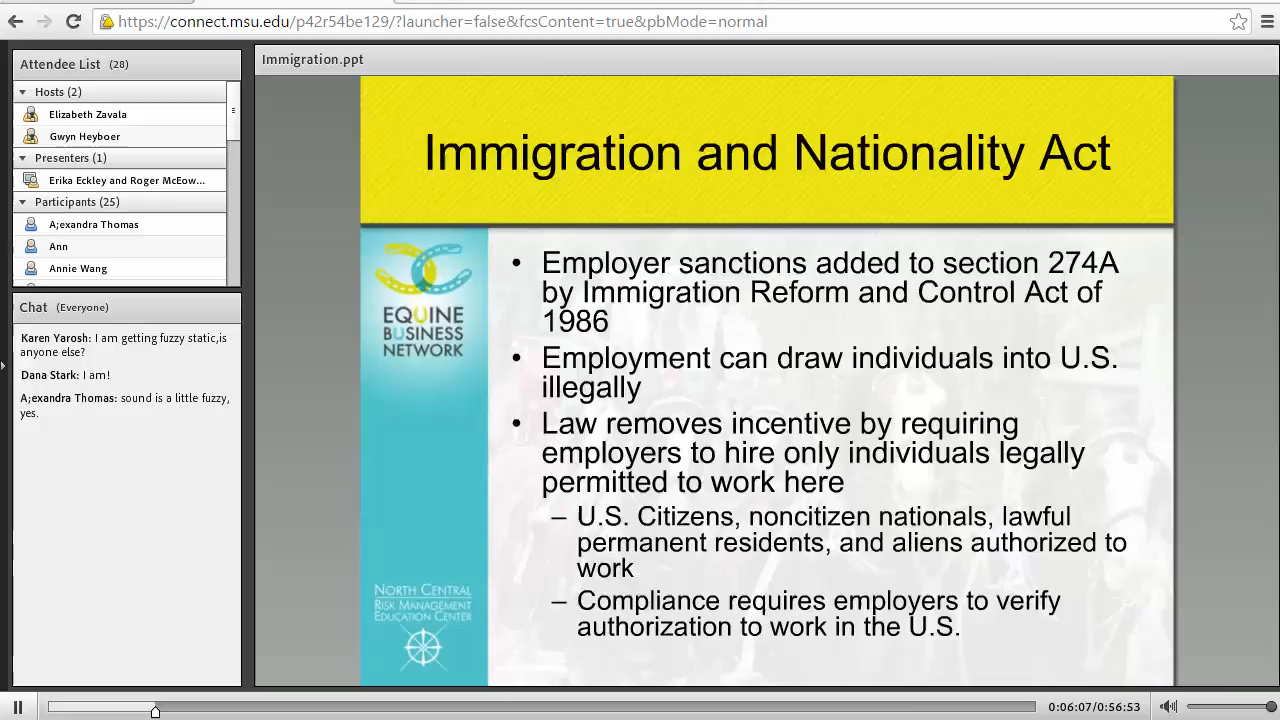 https://connect.msu.edu/p42r54be129/?launcher=false&fcsContent=true&pbMode=normal
Attendee List (28)
Hosts (2)
Elizabeth Zavala
Gwyn Heyboer
Presenters (1)
Erika Eckley and Roger McEow...
Participants (25)
A;exandra Thomas
Ann
Annie Wang
Chat (Everyone)
Karen Yarosh: I am getting fuzzy static,is
anyone else?
Dana Stark: I am!
A;exandra Thomas: sound is a little fuzzy,
yes.
Immigration.ppt
Immigration and Nationality Act
EQUINE
BUSINESS
NETWORK
NORTH CENTRAL
RISK MANAGEMENT
EDUCATION CENTER
• Employer sanctions added to section 274A
by Immigration Reform and Control Act of
1986
• Employment can draw individuals into U.S.
illegally
• Law removes incentive by requiring
employers to hire only individuals legally
permitted to work here
– U.S. Citizens, noncitizen nationals, lawful
permanent residents, and aliens authorized to
work
– Compliance requires employers to verify
authorization to work in the U.S.
0:06:07/0:56:53